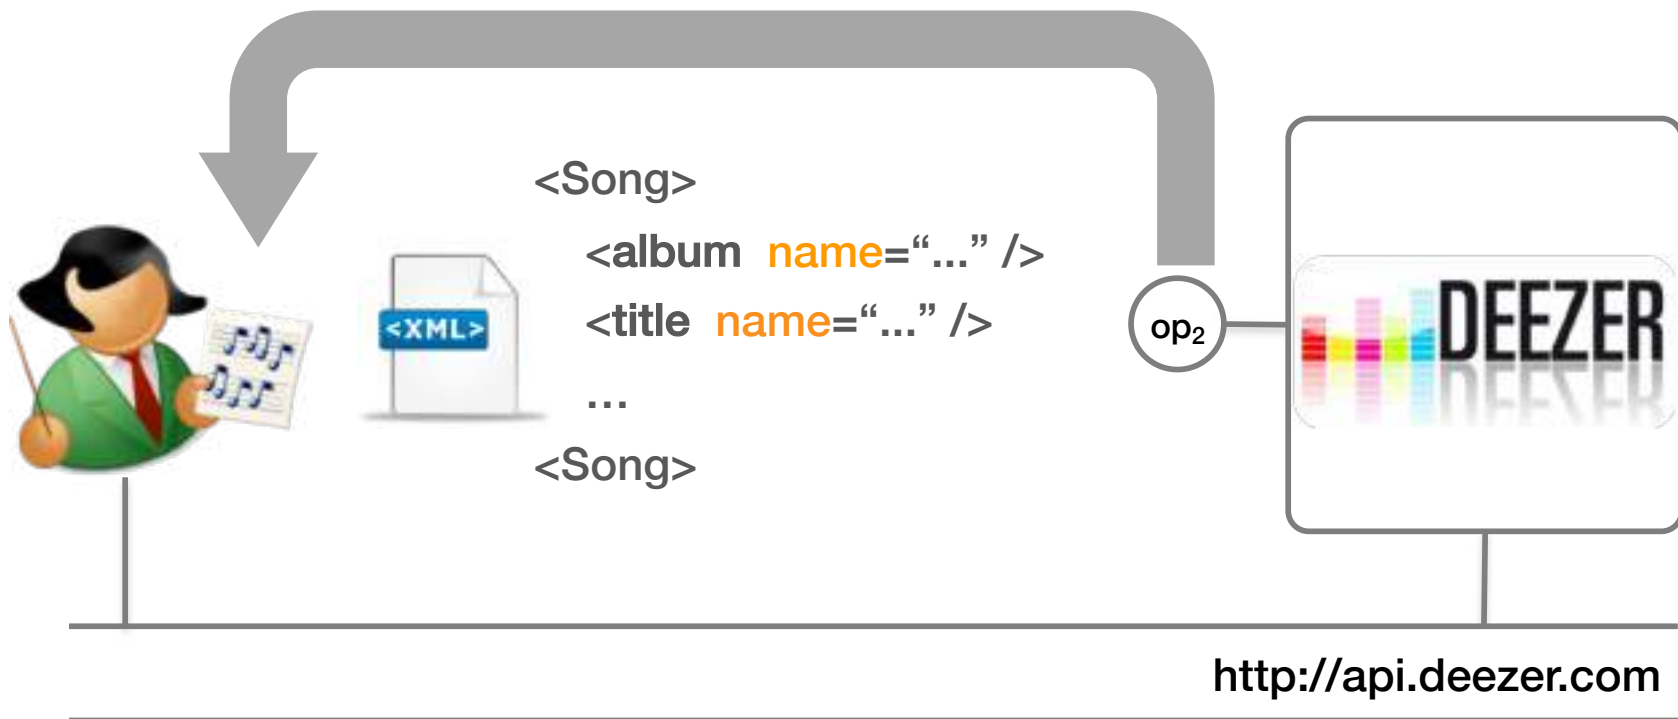 <Song>
<album name="..." />
<title name="..." />
...
<Song>
<XML>
op₂
DEEZER
http://api.deezer.com